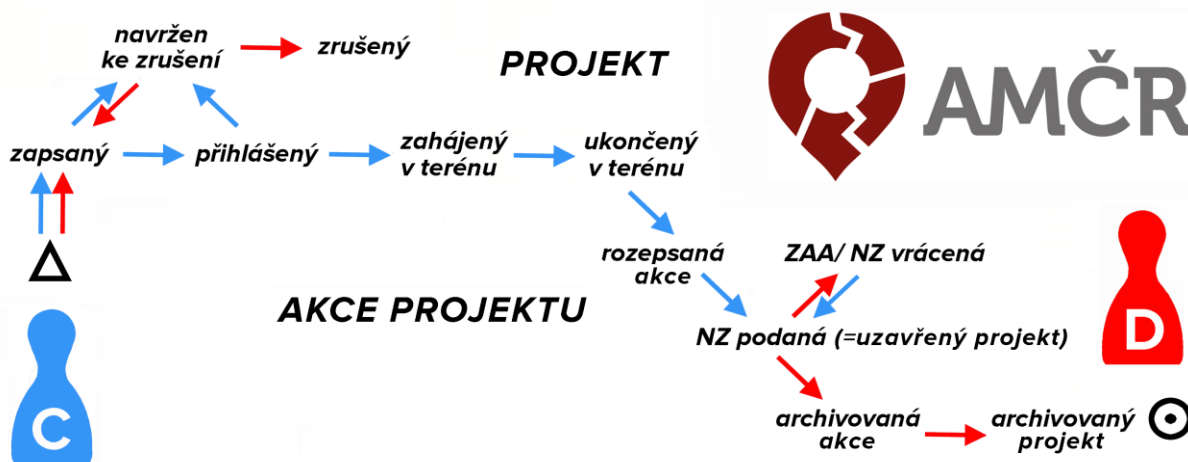 navržen
ke zrušení
zrušený
PROJEKT
AMČR
zapsaný
přihlášený
zahájený
v terénu
ukončený
v terénu
rozepsaná
akce
ZAA/ NZ vrácená
AKCE PROJEKTU
NZ podaná (=uzavřený projekt)
D
C
archivovaná
akce
archivovaný
projekt